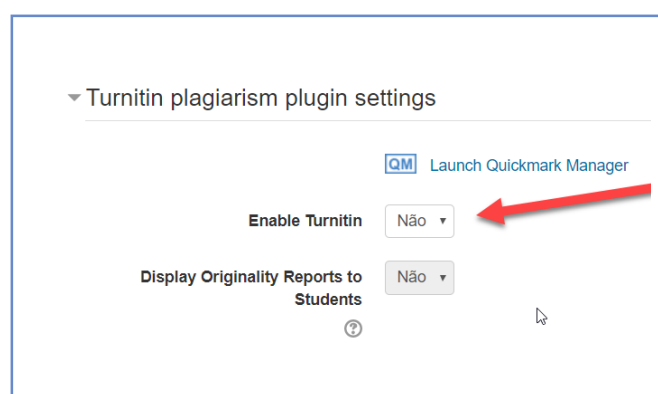 Turnitin plagiarism plugin settings
QM Launch Quickmark Manager
Enable Turnitin Não
Display Originality Reports to Não
Students
?